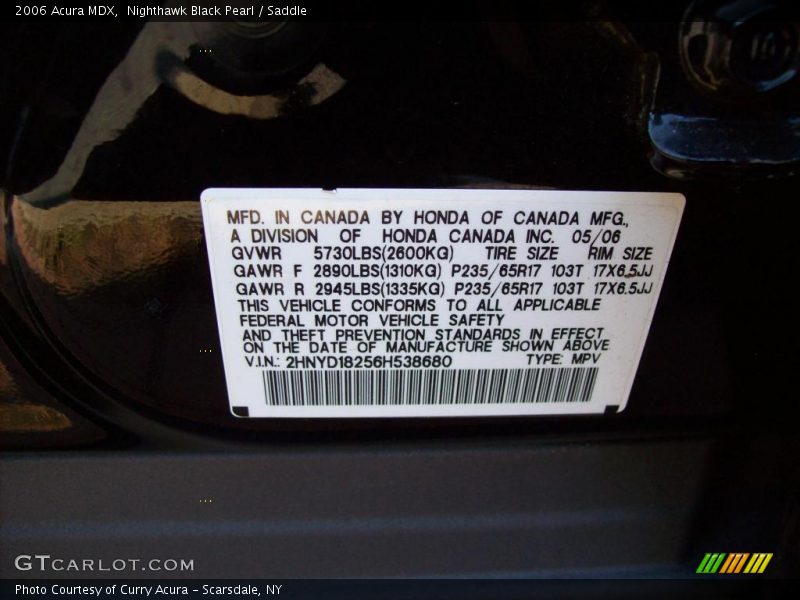 2006 Acura MDX, Nighthawk Black Pearl / Saddle
MFD. IN CANADA BY HONDA OF CANADA MFG.,
A DIVISION OF HONDA CANADA INC. 05/06
GVWR 5730LBS(2600KG) TIRE SIZE RIM SIZE
GAWR F 2890LBS(1310KG) P235/65R17 103T 17X6.5JJ
GAWR R 2945LBS(1335KG) P235/65R17 103T 17X6.5JJ
THIS VEHICLE CONFORMS TO ALL APPLICABLE
FEDERAL MOTOR VEHICLE SAFETY
AND THEFT PREVENTION STANDARDS IN EFFECT
ON THE DATE OF MANUFACTURE SHOWN ABOVE
V.I.N.: 2HNYD18256H538680 TYPE: MPV
GTCARLOT.COM
Photo Courtesy of Curry Acura - Scarsdale, NY